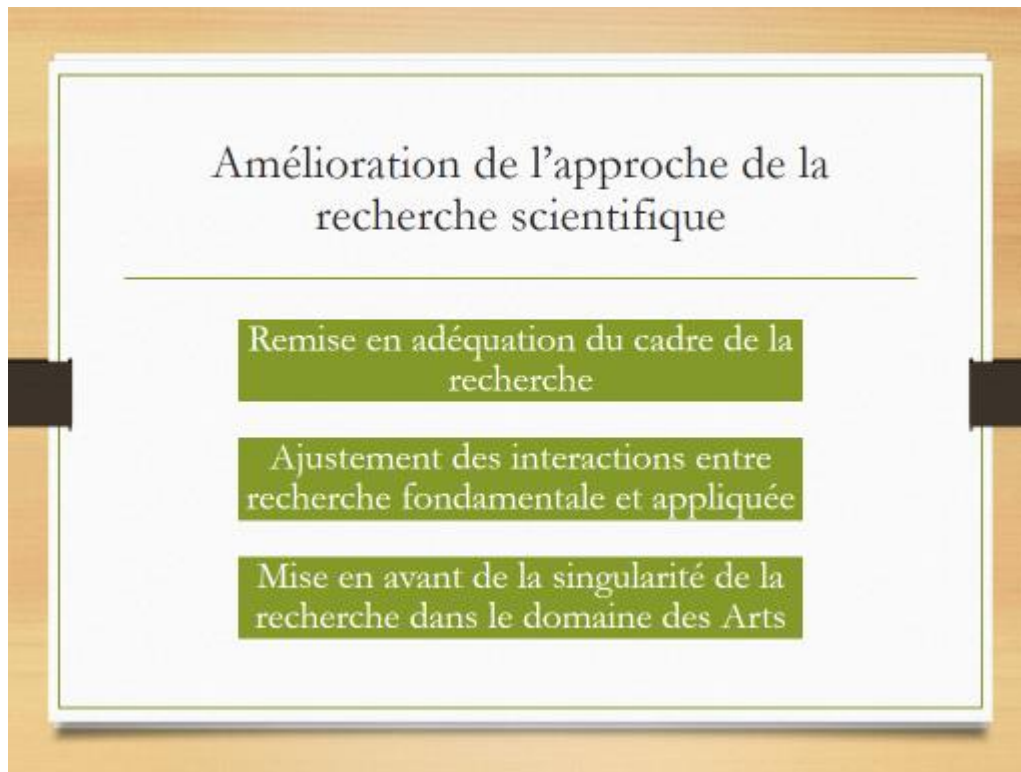 Amélioration de l’approche de la
recherche scientifique
Remise en adéquation du cadre de la
recherche
Ajustement des interactions entre
recherche fondamentale et appliquée
Mise en avant de la singularité de la
recherche dans le domaine des Arts